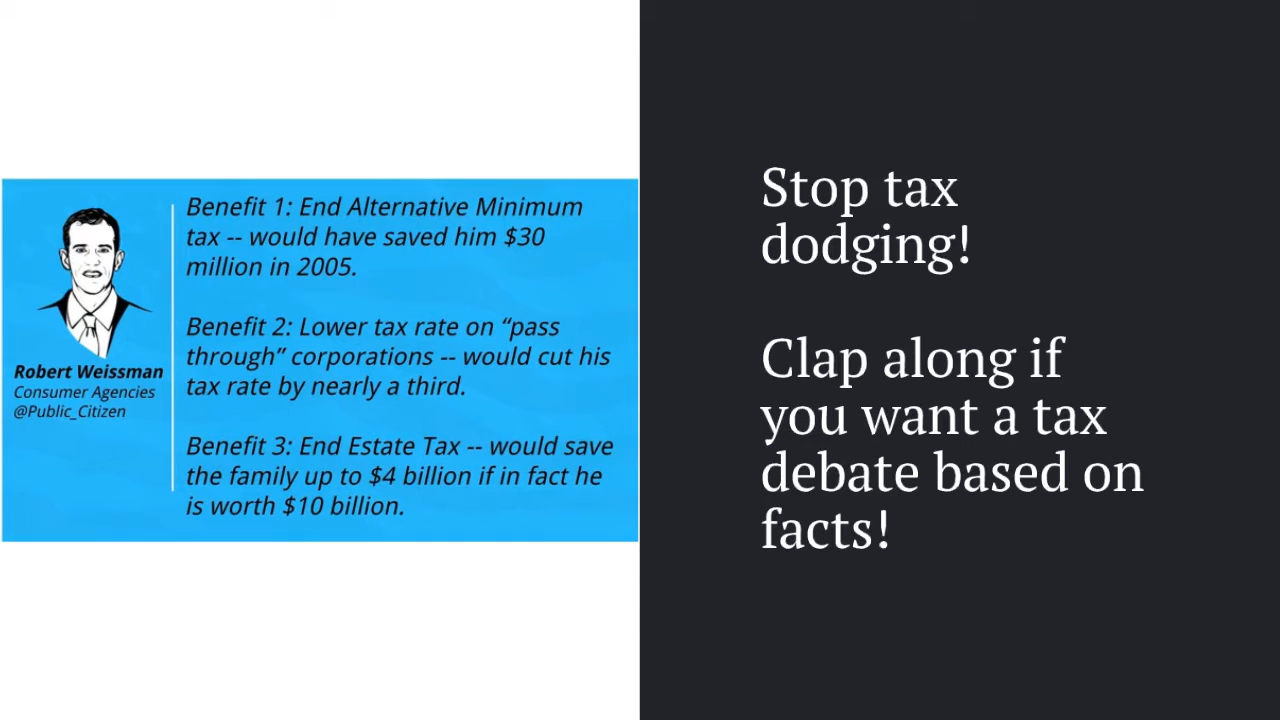 Robert Weissman
Consumer Agencies
@Public_Citizen
Benefit 1: End Alternative Minimum
tax -- would have saved him $30
million in 2005.
Benefit 2: Lower tax rate on “pass
through” corporations -- would cut his
tax rate by nearly a third.
Benefit 3: End Estate Tax -- would save
the family up to $4 billion if in fact he
is worth $10 billion.
Stop tax
dodging!
Clap along if
you want a tax
debate based on
facts!